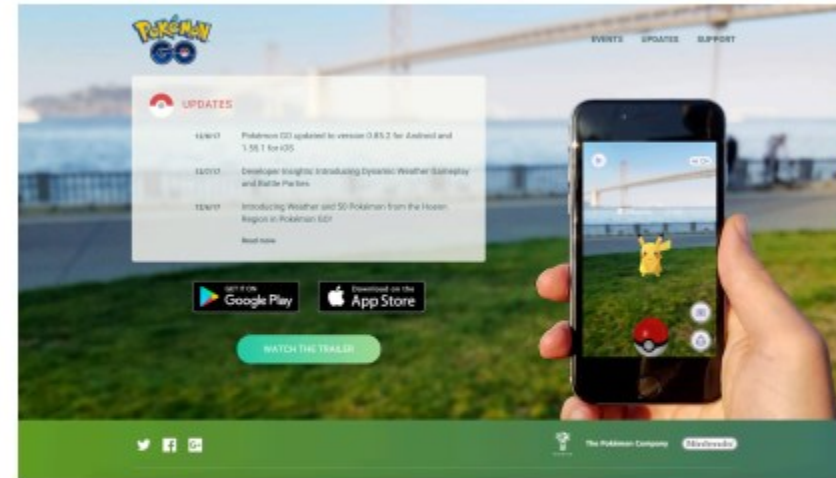 POKÉMON
GO
EVENTS UPDATES SUPPORT
UPDATES
Pokémon GO updated to version 0.85.2 for Android and
1.55.1 for iOS
12/7/17 Developer Insights: Introducing Dynamic Weather Gameplay
and Battle Parties
Introducing Weather and 50 Pokémon from the Hoenn
Region in Pokémon GO!
Read more
GET IT ON
Google Play
Download on the
App Store
WATCH THE TRAILER
The Pokémon Company
Nintendo